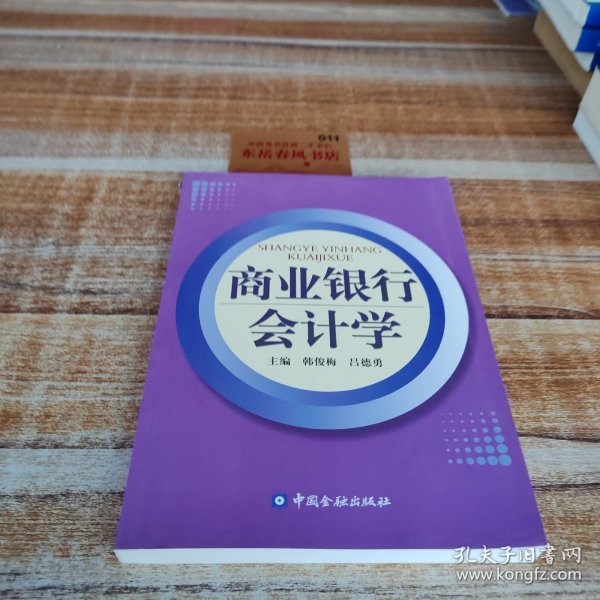 011
东岳春风书店
SHANGYE YINHANG
KUAIJIXUE
商业银行
会计学
主编 韩俊梅 吕德勇
中国金融出版社
孔夫子旧书网
www.kongfz.com